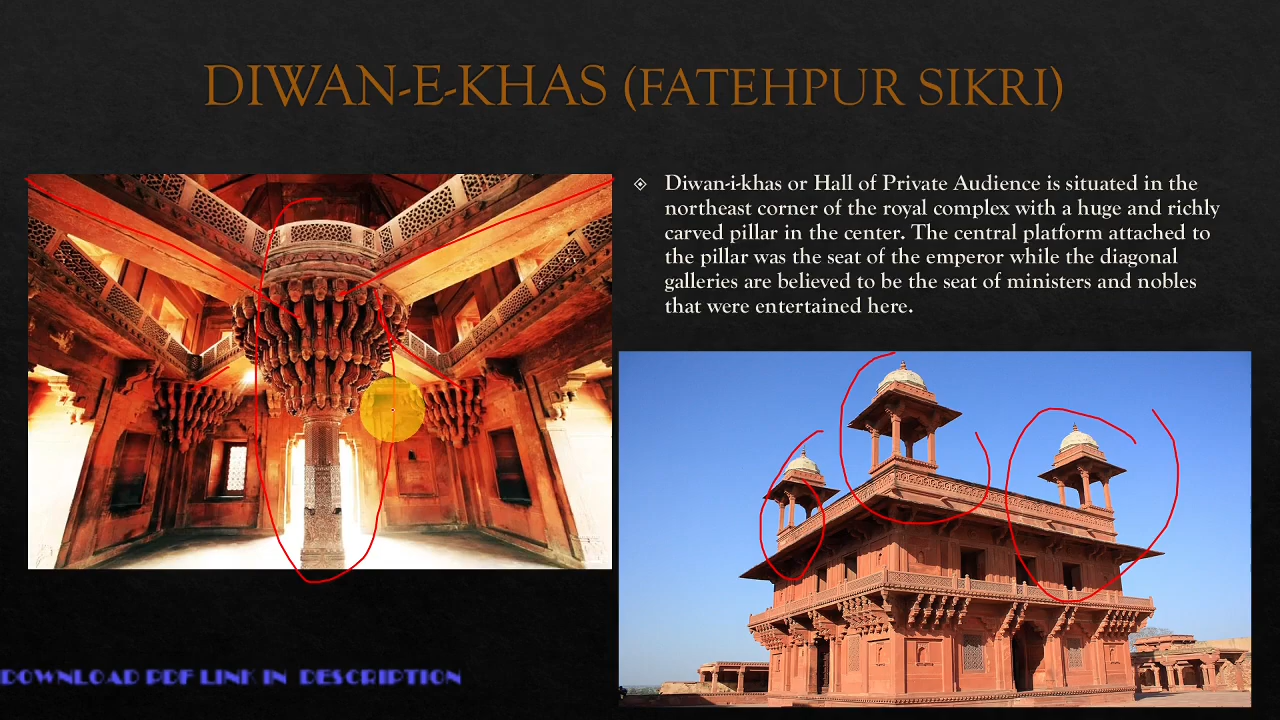 DIWAN-E-KHAS (FATEHPUR SIKRI)
Diwan-i-khas or Hall of Private Audience is situated in the
northeast corner of the royal complex with a huge and richly
carved pillar in the center. The central platform attached to
the pillar was the seat of the emperor while the diagonal
galleries are believed to be the seat of ministers and nobles
that were entertained here.
DOWNLOAD PDF LINK IN DESCRIPTION